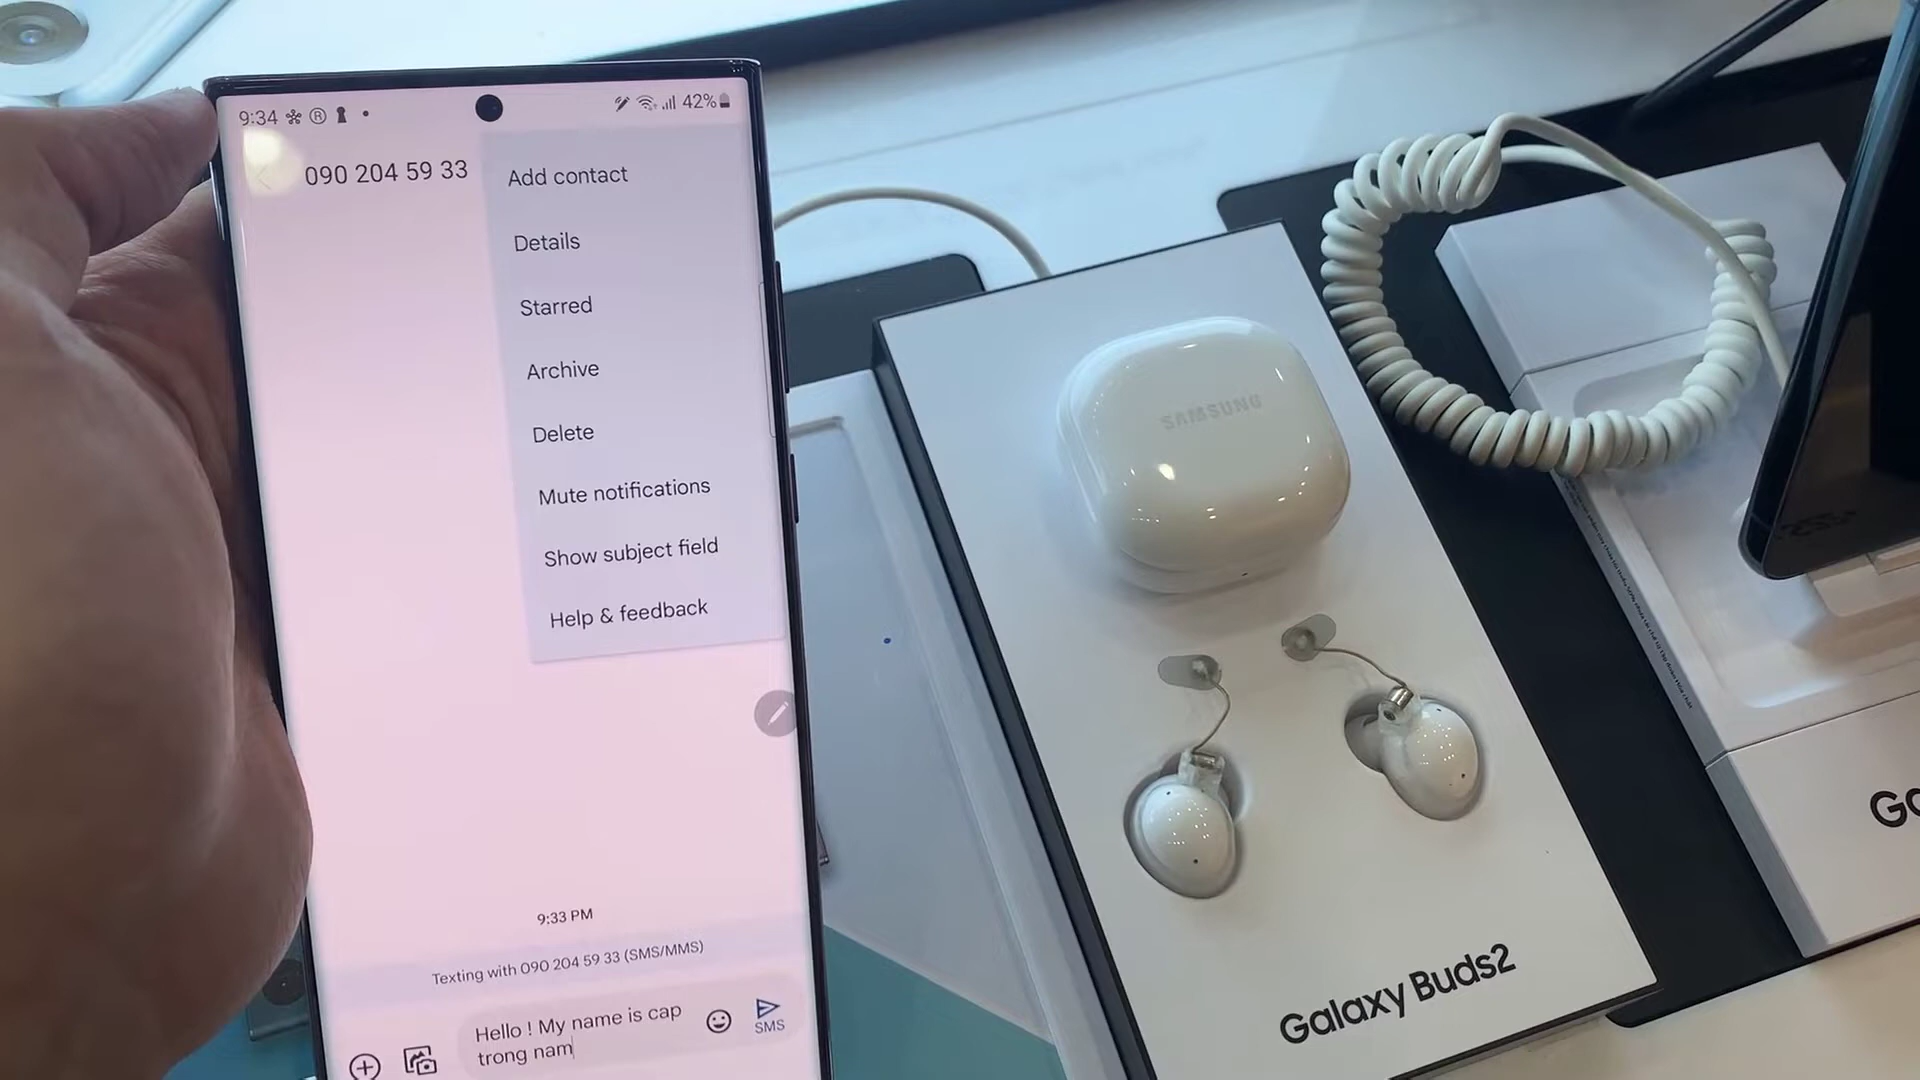 9:34
42%
090 204 59 33
Add contact
Details
Starred
Archive
Delete
Mute notifications
Show subject field
Help & feedback
9:33 PM
Texting with 090 204 59 33 (SMS/MMS)
Hello ! My name is cap
trong nam
SMS
SAMSUNG
Galaxy Buds2